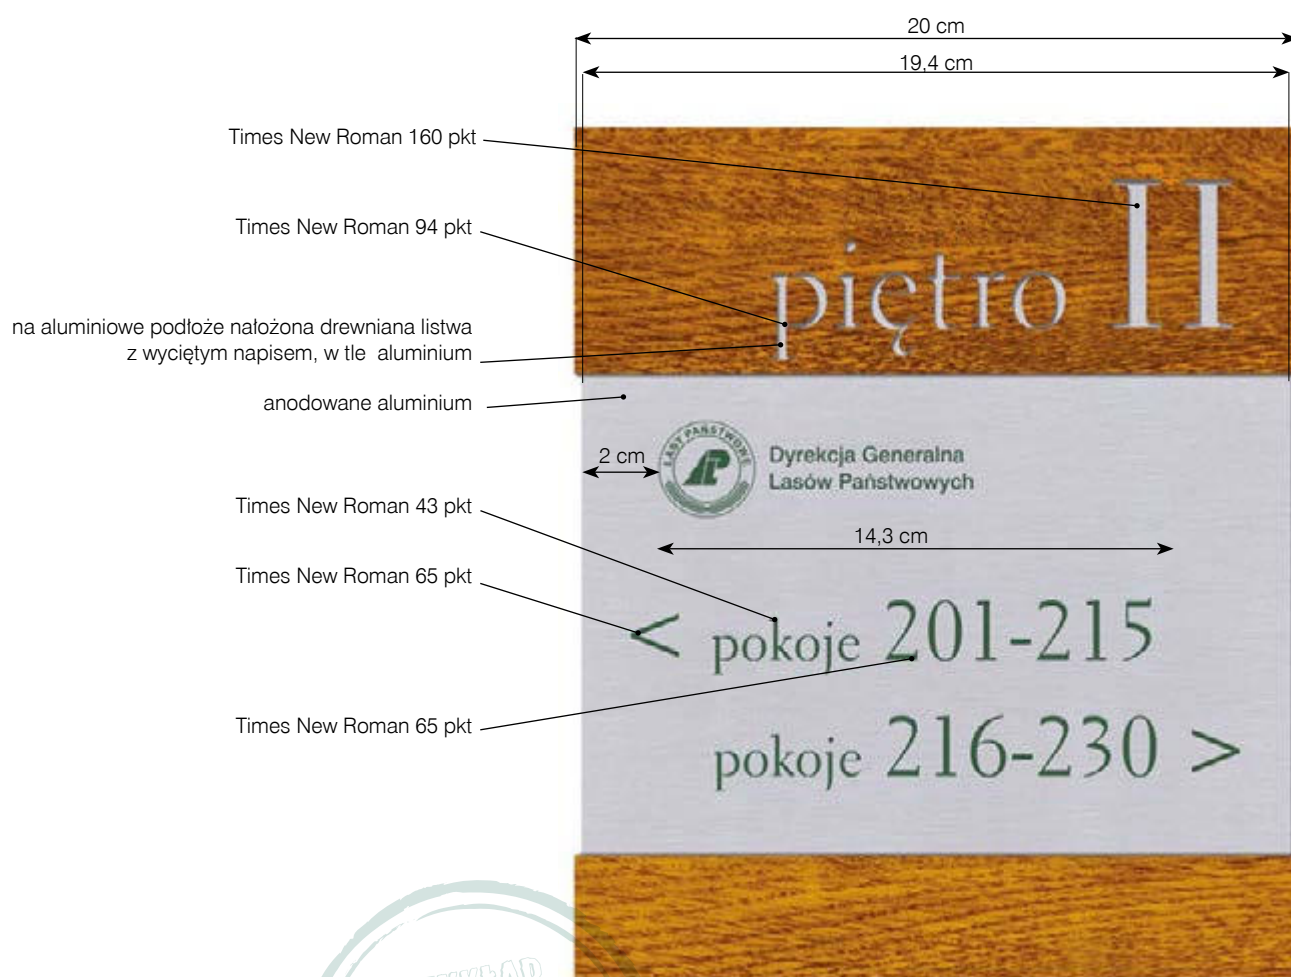 20 cm
19,4 cm
Times New Roman 160 pkt
Times New Roman 94 pkt
piętro II
na aluminiowe podłoże nałożona drewniana listwa
z wyciętym napisem, w tle aluminium
anodowane aluminium
LASY PAŃSTWOWE
2 cm
Dyrekcja Generalna
Lasów Państwowych
Times New Roman 43 pkt
14,3 cm
Times New Roman 65 pkt
< pokoje 201-215
Times New Roman 65 pkt
pokoje 216-230 >